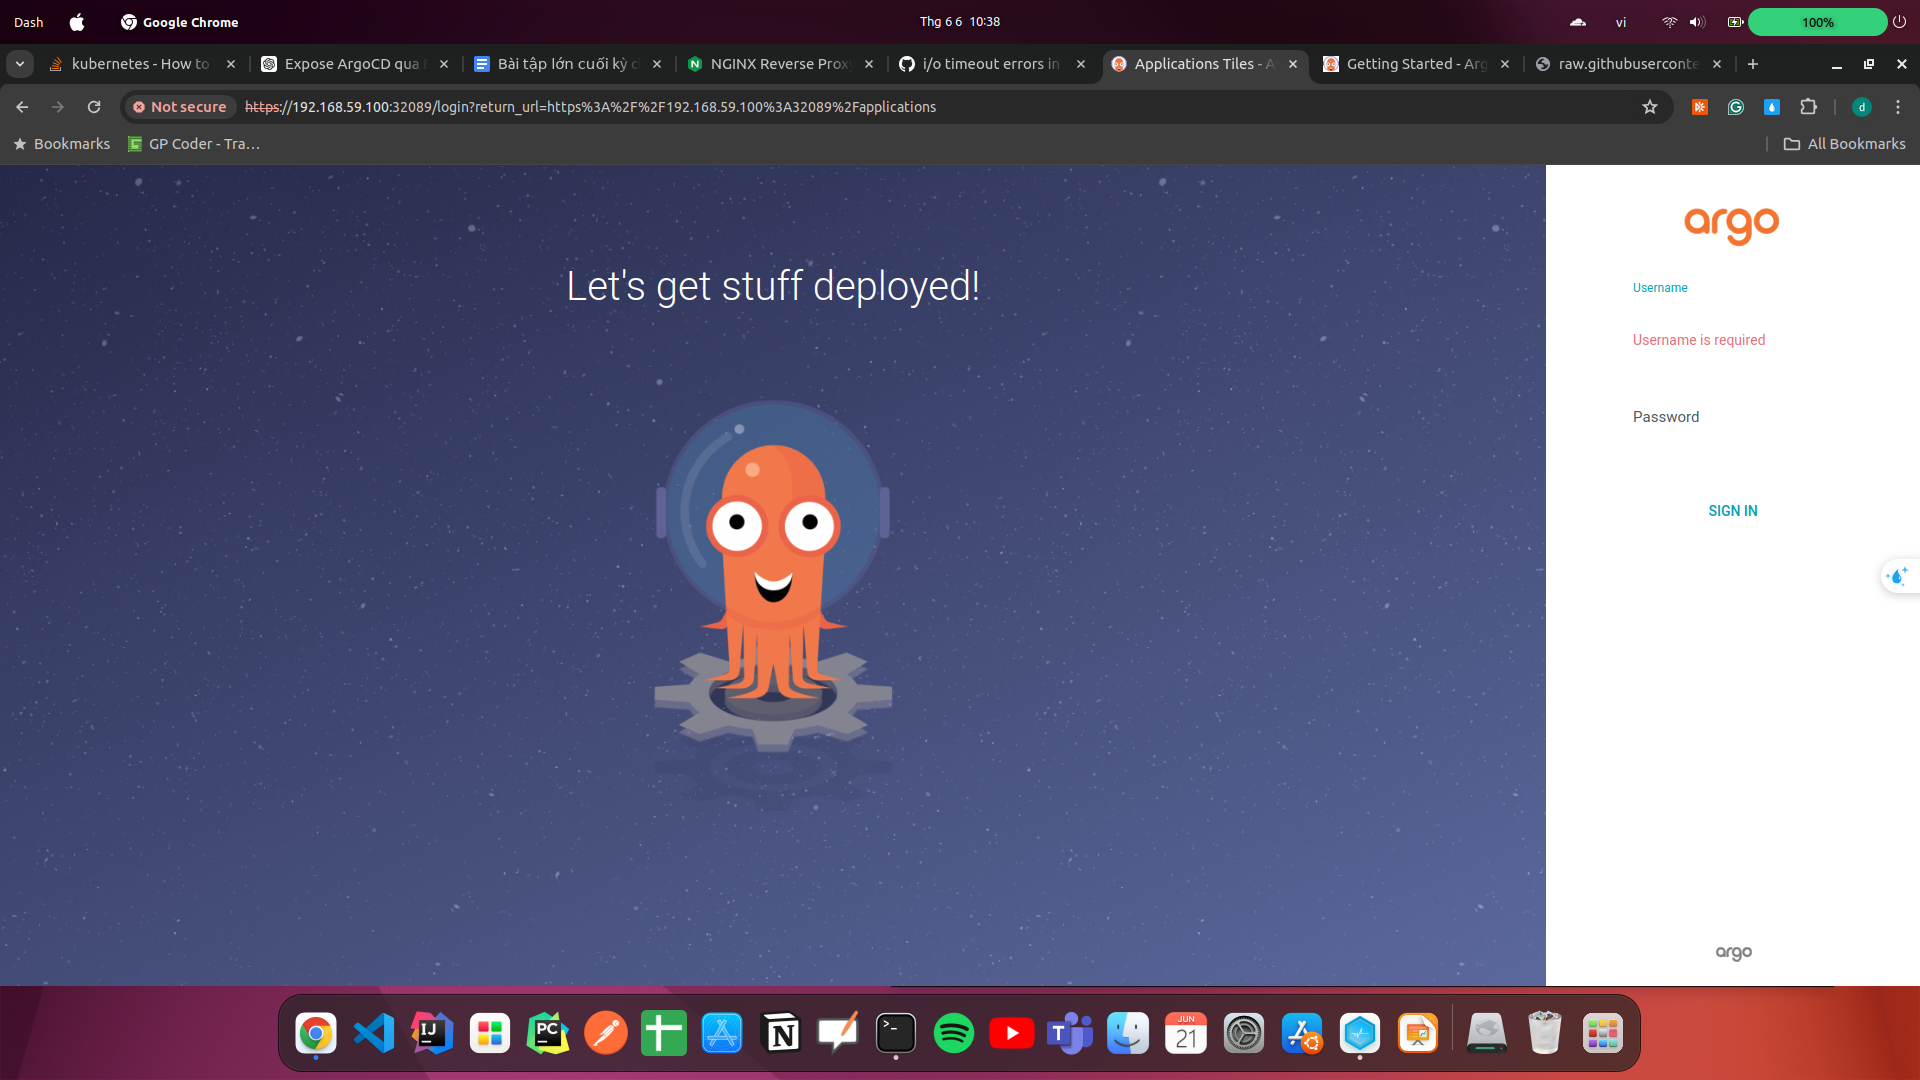 Dash
Google Chrome
Thg 6 6 10:38
vi
100%
kubernetes - How to
Expose ArgoCD qua
Bài tập lớn cuối kỳ
NGINX Reverse Prox
i/o timeout errors in
Applications Tiles - A
Getting Started - Arg
raw.githubuserconte
Not secure
https://192.168.59.100:32089/login?return_url=https%3A%2F%2F192.168.59.100%3A32089%2Fapplications
d
Bookmarks
GP Coder - Tra...
All Bookmarks
Let's get stuff deployed!
argo
Username
Username is required
Password
SIGN IN
argo
IJ
PC
N
>_
T
JUN
21